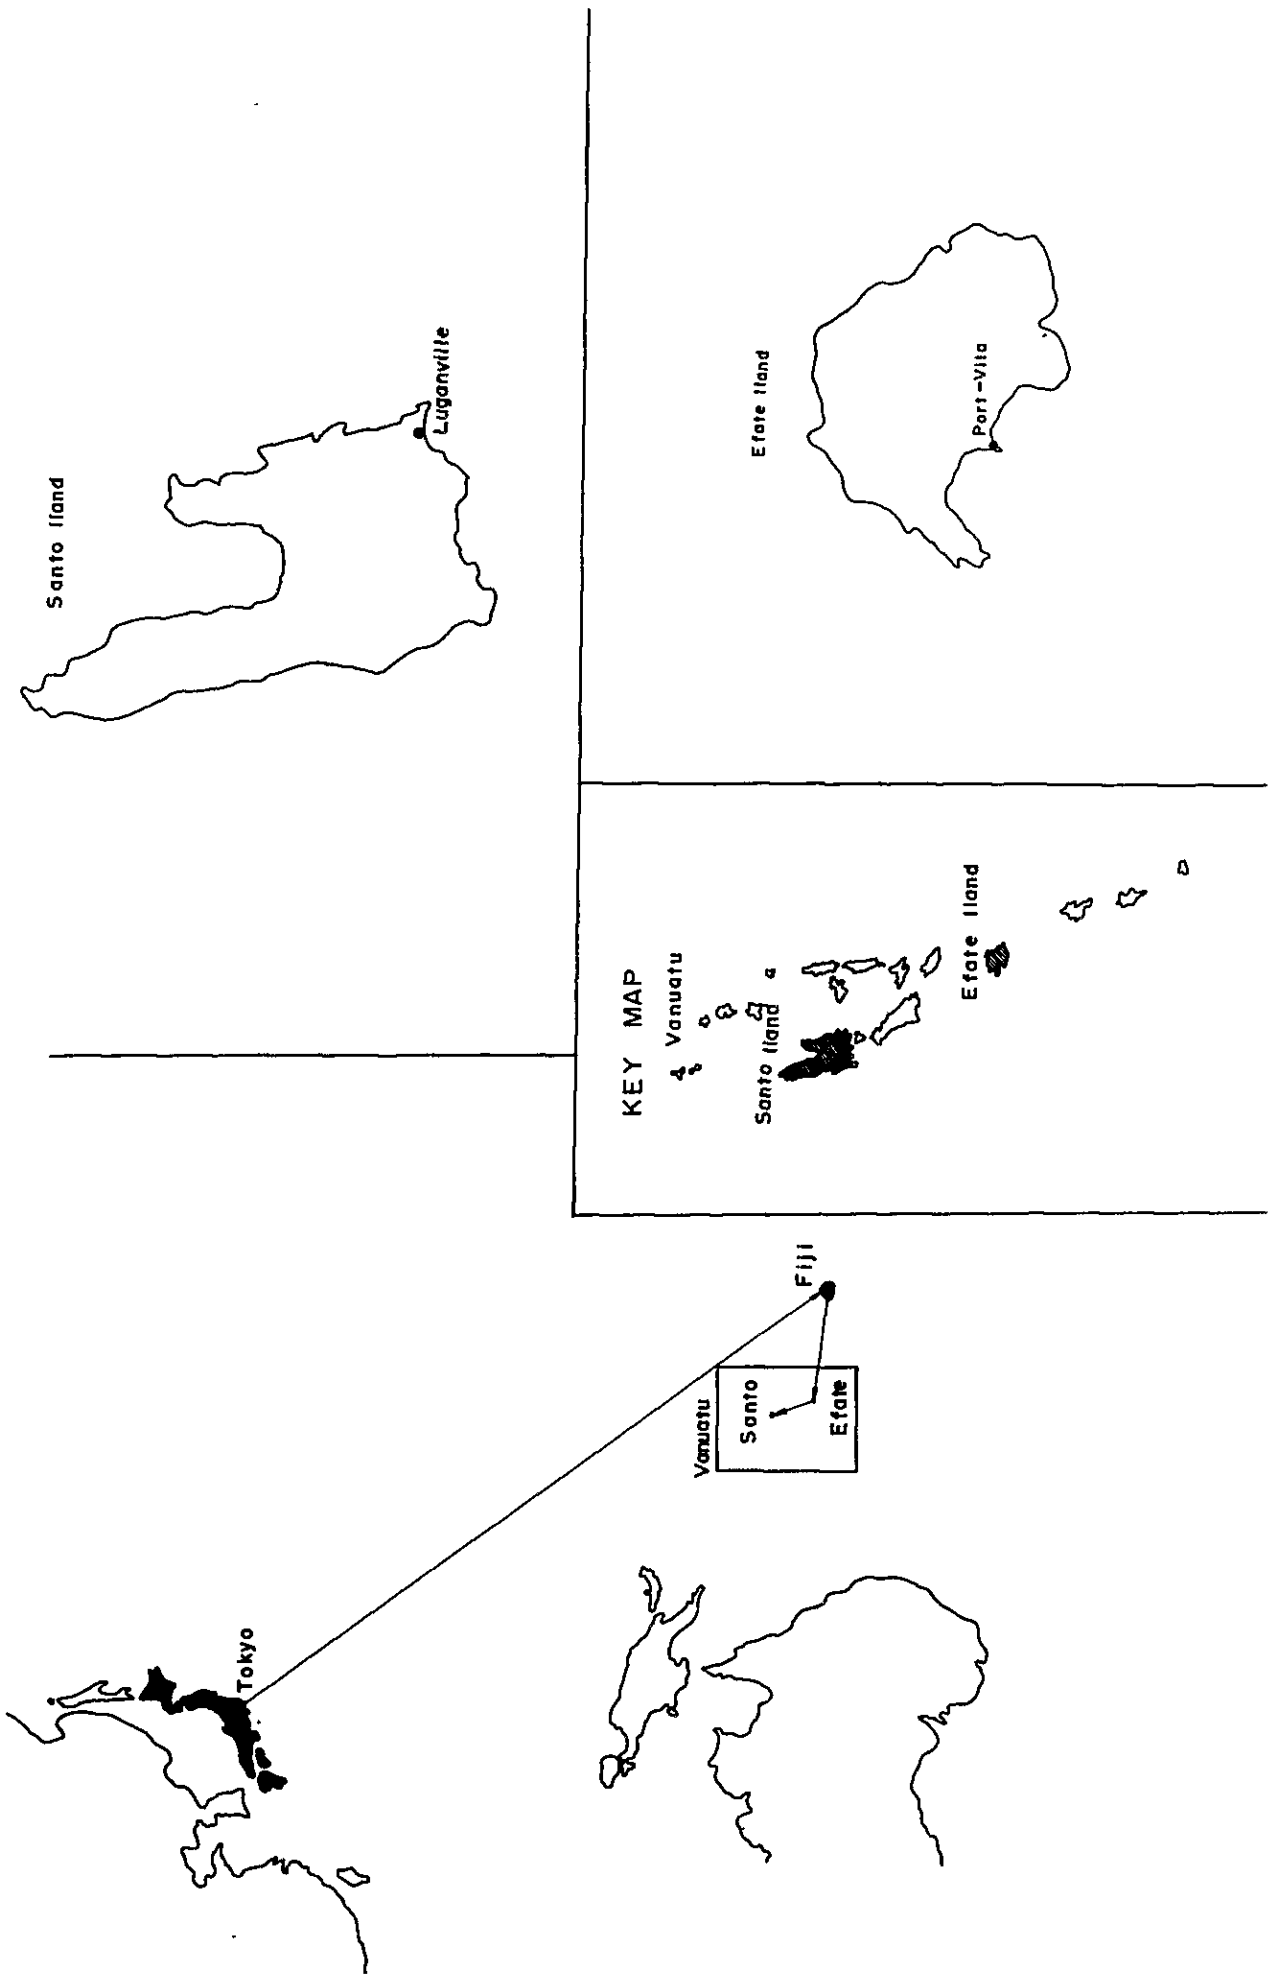 Tokyo
Vanuatu
Santo
Efate
Fiji
Santo Iland
Luganville
KEY MAP
Vanuatu
Santo Iland
Efate Iland
Efate Iland
Port-Vila